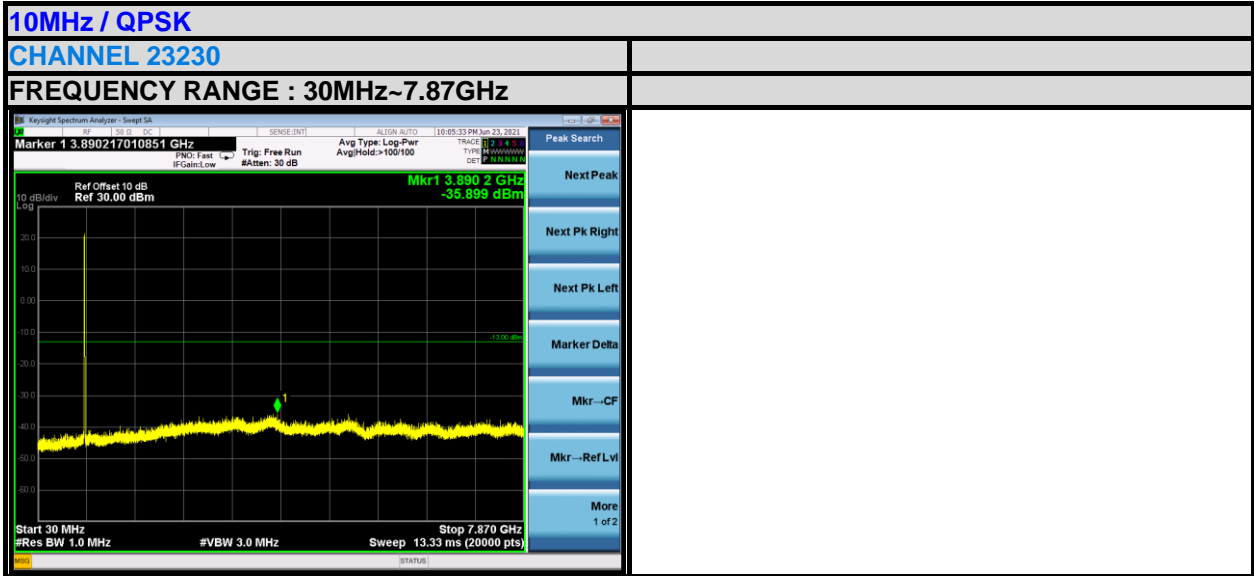 10MHz / QPSK
CHANNEL 23230
FREQUENCY RANGE : 30MHz~7.87GHz
Keysight Spectrum Analyzer - Swept SA
RF 50 Ω DC SENSE:INT ALIGN AUTO 10:05:33 PM Jun 23, 2021
Marker 1 3.890217010851 GHz
PNO: Fast
IFGain:Low
Trig: Free Run
#Atten: 30 dB
Avg Type: Log-Pwr
Avg|Hold:>100/100
TRACE 1 2 3 4 5 6
TYPE M WWWWW
DET P N N N N N
Peak Search
Mkr1 3.890 2 GHz
-35.899 dBm
Ref Offset 10 dB
Ref 30.00 dBm
10 dB/div
Log
20.0
10.0
0.00
-10.0
-20.0
-30.0
-40.0
-50.0
-60.0
-13.00 dBm
1
Start 30 MHz
Stop 7.870 GHz
#Res BW 1.0 MHz
#VBW 3.0 MHz
Sweep 13.33 ms (20000 pts)
MSG
STATUS
Next Peak
Next Pk Right
Next Pk Left
Marker Delta
Mkr→CF
Mkr→Ref Lvl
More
1 of 2